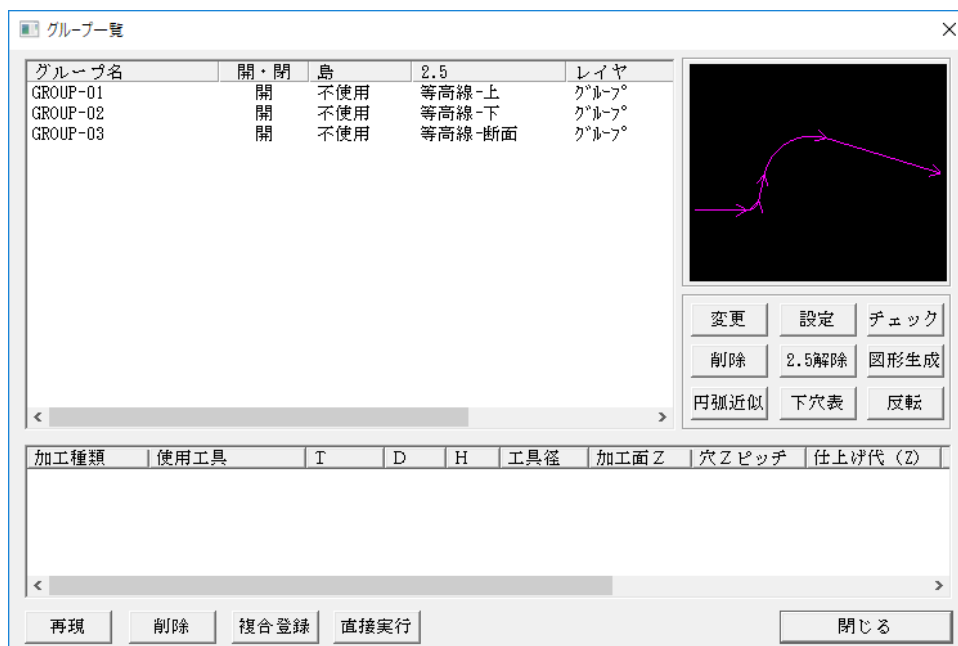 グループ一覧
グループ名 開・閉 島 2.5 レイヤ
GROUP-01 開 不使用 等高線-上 ｸﾞﾙｰﾌﾟ
GROUP-02 開 不使用 等高線-下 ｸﾞﾙｰﾌﾟ
GROUP-03 開 不使用 等高線-断面 ｸﾞﾙｰﾌﾟ
変更 設定 チェック
削除 2.5解除 図形生成
円弧近似 下穴表 反転
加工種類 使用工具 T D H 工具径 加工面Z 穴Zピッチ 仕上げ代（Z）
再現 削除 複合登録 直接実行 閉じる